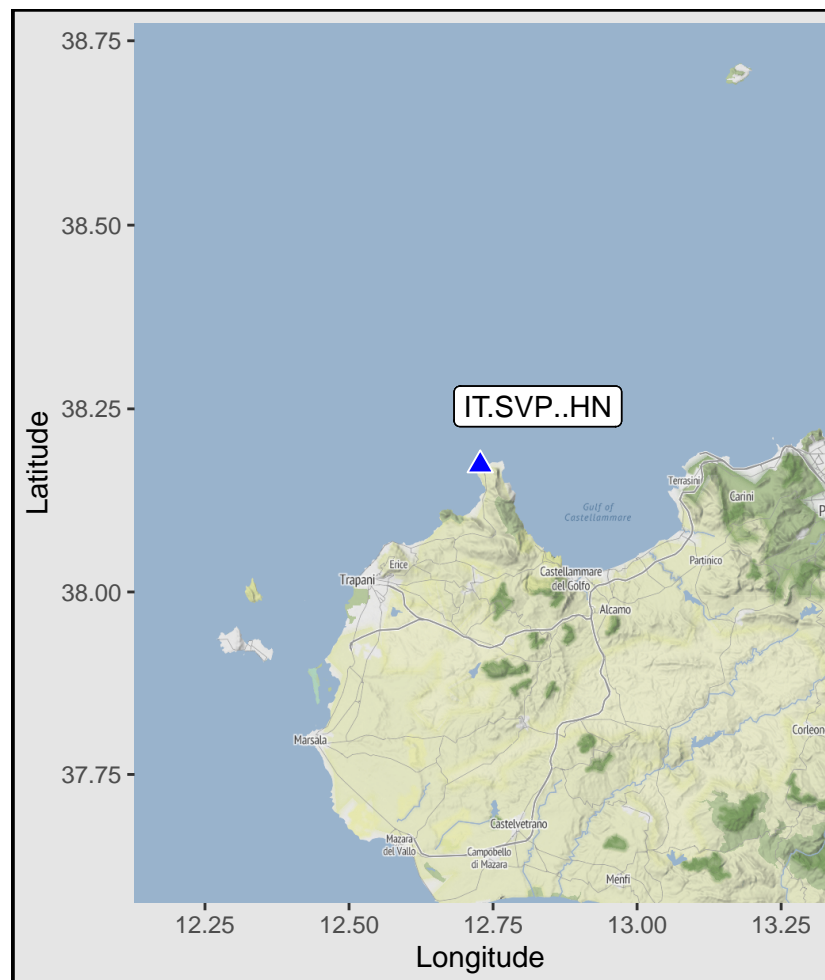 38.75
38.50
38.25
38.00
37.75
Latitude
IT.SVP..HN
Gulf of
Castellammare
Terrasini
Carini
P
Partinico
Erice
Trapani
Castellammare
del Golfo
Alcamo
Marsala
Corleon
Castelvetrano
Mazara
del Vallo
Campobello
di Mazara
Menfi
12.25
12.50
12.75
13.00
13.25
Longitude